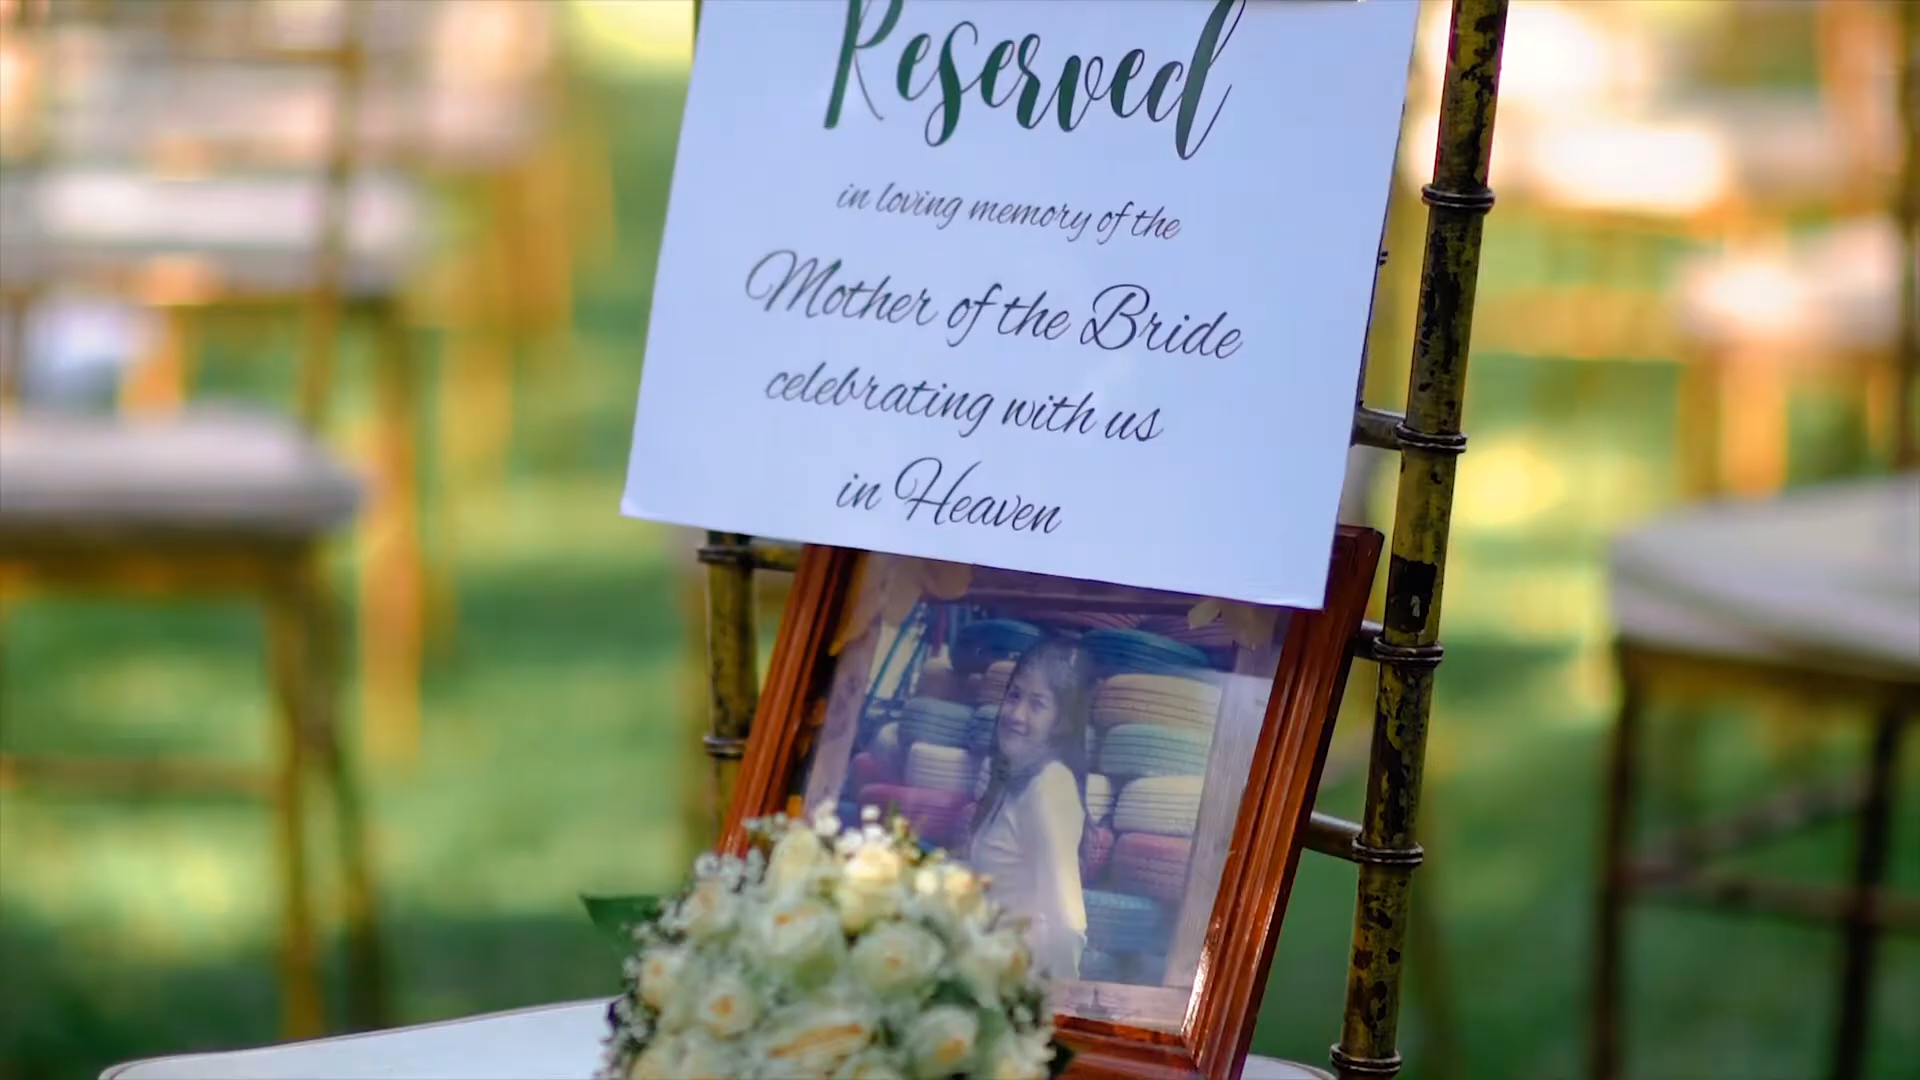 Reserved
in loving memory of the
Mother of the Bride
celebrating with us
in Heaven